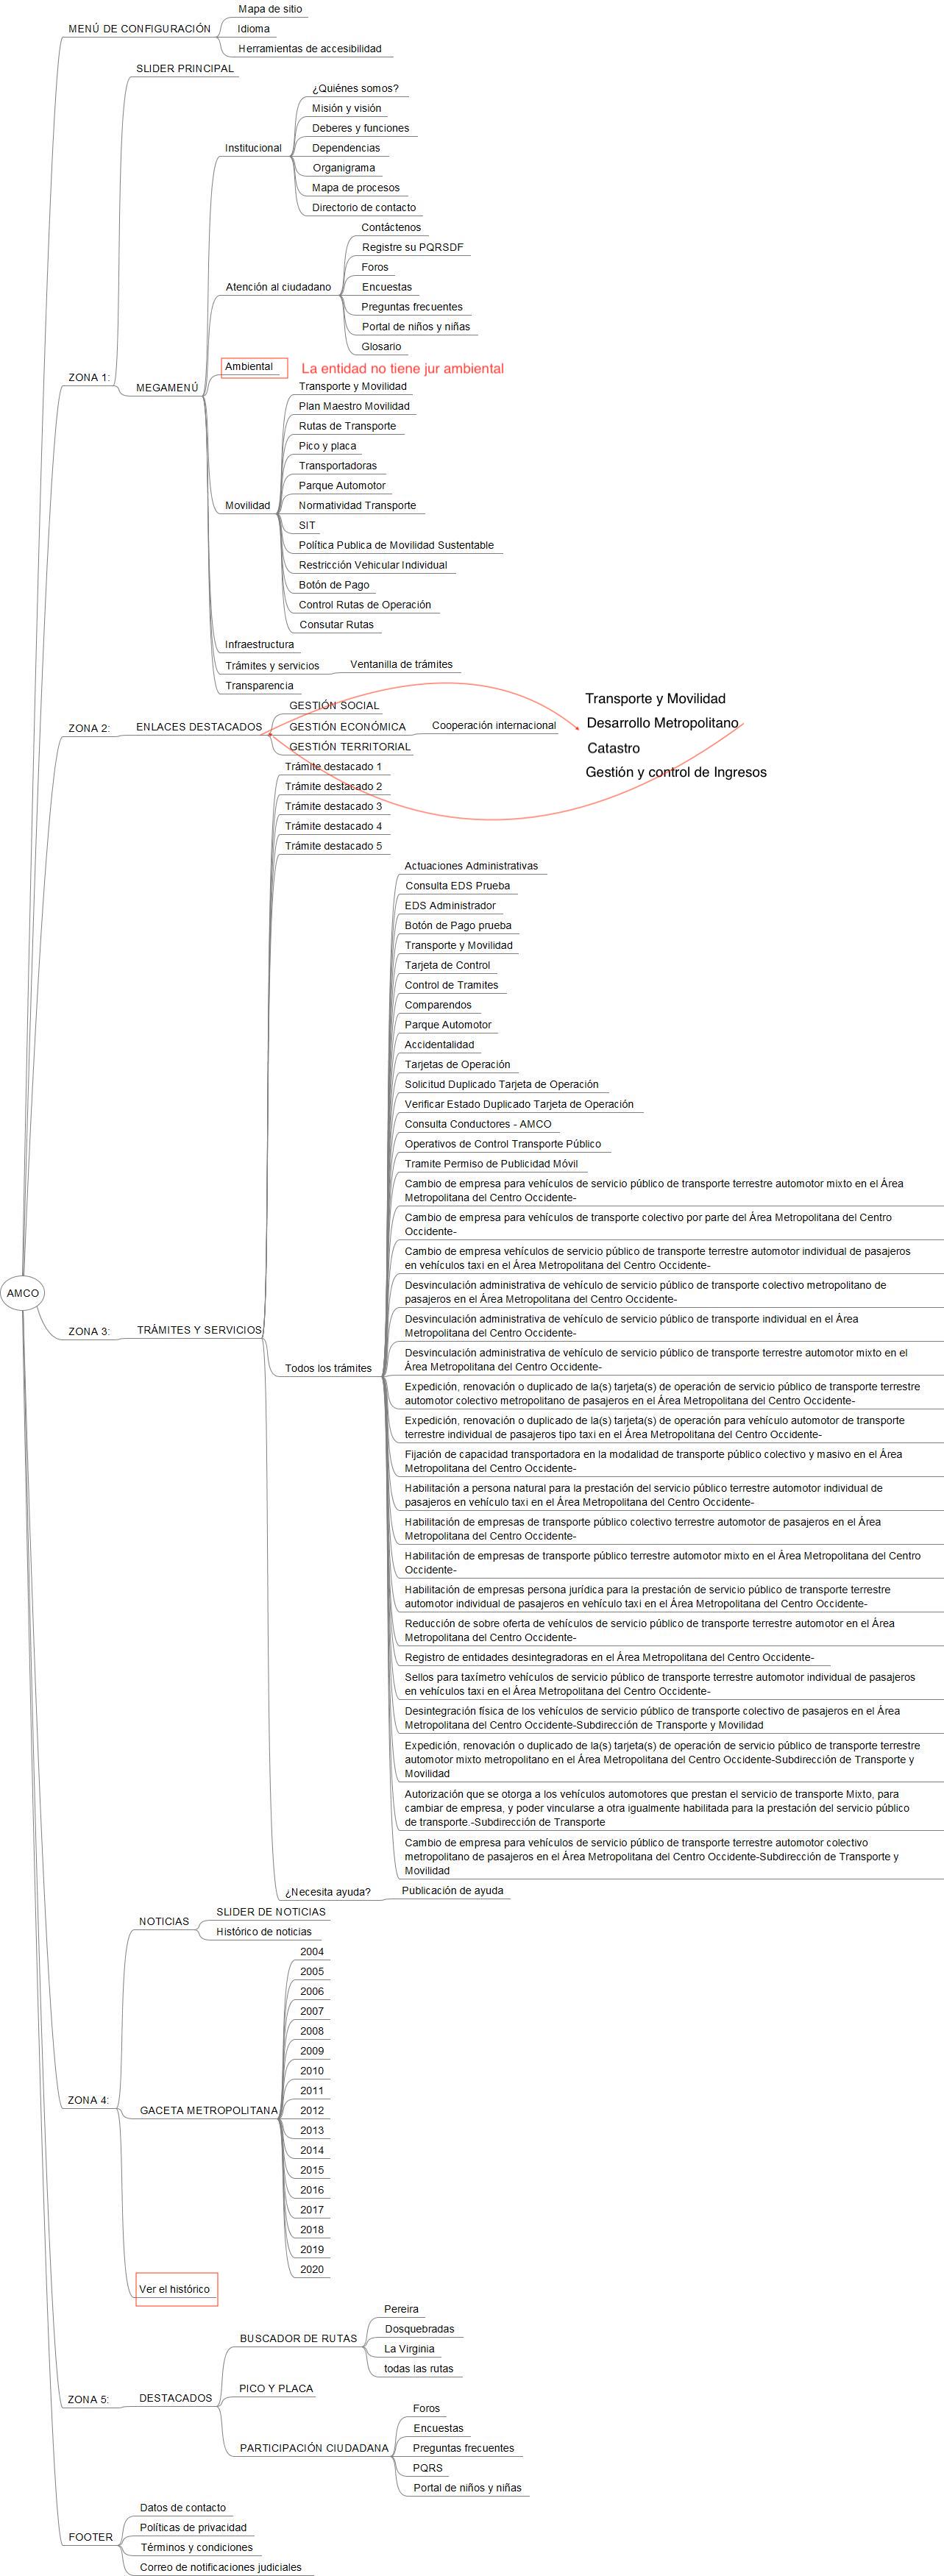 Mapa de sitio
MENÚ DE CONFIGURACIÓN
Idioma
Herramientas de accesibilidad
SLIDER PRINCIPAL
¿Quiénes somos?
Misión y visión
Deberes y funciones
Institucional
Dependencias
Organigrama
Mapa de procesos
Directorio de contacto
Contáctenos
Registre su PQRSDF
Foros
Atención al ciudadano
Encuestas
Preguntas frecuentes
Portal de niños y niñas
Glosario
Ambiental
La entidad no tiene jur ambiental
ZONA 1:
MEGAMENÚ
Transporte y Movilidad
Plan Maestro Movilidad
Rutas de Transporte
Pico y placa
Transportadoras
Parque Automotor
Movilidad
Normatividad Transporte
SIT
Política Publica de Movilidad Sustentable
Restricción Vehicular Individual
Botón de Pago
Control Rutas de Operación
Consutar Rutas
Infraestructura
Trámites y servicios
Ventanilla de trámites
Transparencia
ZONA 2:
ENLACES DESTACADOS
GESTIÓN SOCIAL
GESTIÓN ECONÓMICA
Cooperación internacional
GESTIÓN TERRITORIAL
Transporte y Movilidad
Desarrollo Metropolitano
Catastro
Gestión y control de Ingresos
Trámite destacado 1
Trámite destacado 2
Trámite destacado 3
Trámite destacado 4
Trámite destacado 5
Actuaciones Administrativas
Consulta EDS Prueba
EDS Administrador
Botón de Pago prueba
Transporte y Movilidad
Tarjeta de Control
Control de Tramites
Comparendos
Parque Automotor
Accidentalidad
Tarjetas de Operación
Solicitud Duplicado Tarjeta de Operación
Verificar Estado Duplicado Tarjeta de Operación
Consulta Conductores - AMCO
Operativos de Control Transporte Público
Tramite Permiso de Publicidad Móvil
Cambio de empresa para vehículos de servicio público de transporte terrestre automotor mixto en el Área
Metropolitana del Centro Occidente-
Cambio de empresa para vehículos de transporte colectivo por parte del Área Metropolitana del Centro
Occidente-
Cambio de empresa vehículos de servicio público de transporte terrestre automotor individual de pasajeros
en vehículos taxi en el Área Metropolitana del Centro Occidente-
Desvinculación administrativa de vehículo de servicio público de transporte colectivo metropolitano de
pasajeros en el Área Metropolitana del Centro Occidente-
AMCO
ZONA 3:
TRÁMITES Y SERVICIOS
Desvinculación administrativa de vehículo de servicio público de transporte individual en el Área
Metropolitana del Centro Occidente-
Todos los trámites
Desvinculación administrativa de vehículo de servicio público de transporte terrestre automotor mixto en el
Área Metropolitana del Centro Occidente-
Expedición, renovación o duplicado de la(s) tarjeta(s) de operación de servicio público de transporte terrestre
automotor colectivo metropolitano de pasajeros en el Área Metropolitana del Centro Occidente-
Expedición, renovación o duplicado de la(s) tarjeta(s) de operación para vehículo automotor de transporte
terrestre individual de pasajeros tipo taxi en el Área Metropolitana del Centro Occidente-
Fijación de capacidad transportadora en la modalidad de transporte público colectivo y masivo en el Área
Metropolitana del Centro Occidente-
Habilitación a persona natural para la prestación del servicio público terrestre automotor individual de
pasajeros en vehículo taxi en el Área Metropolitana del Centro Occidente-
Habilitación de empresas de transporte público colectivo terrestre automotor de pasajeros en el Área
Metropolitana del Centro Occidente-
Habilitación de empresas de transporte público terrestre automotor mixto en el Área Metropolitana del Centro
Occidente-
Habilitación de empresas persona jurídica para la prestación de servicio público de transporte terrestre
automotor individual de pasajeros en vehículo taxi en el Área Metropolitana del Centro Occidente-
Reducción de sobre oferta de vehículos de servicio público de transporte terrestre automotor en el Área
Metropolitana del Centro Occidente-
Registro de entidades desintegradoras en el Área Metropolitana del Centro Occidente-
Sellos para taxímetro vehículos de servicio público de transporte terrestre automotor individual de pasajeros
en vehículos taxi en el Área Metropolitana del Centro Occidente-
Desintegración física de los vehículos de servicio público de transporte colectivo de pasajeros en el Área
Metropolitana del Centro Occidente-Subdirección de Transporte y Movilidad
Expedición, renovación o duplicado de la(s) tarjeta(s) de operación de servicio público de transporte terrestre
automotor mixto metropolitano en el Área Metropolitana del Centro Occidente-Subdirección de Transporte y
Movilidad
Autorización que se otorga a los vehículos automotores que prestan el servicio de transporte Mixto, para
cambiar de empresa, y poder vincularse a otra igualmente habilitada para la prestación del servicio público
de transporte.-Subdirección de Transporte
Cambio de empresa para vehículos de servicio público de transporte terrestre automotor colectivo
metropolitano de pasajeros en el Área Metropolitana del Centro Occidente-Subdirección de Transporte y
Movilidad
¿Necesita ayuda?
Publicación de ayuda
NOTICIAS
SLIDER DE NOTICIAS
Histórico de noticias
2004
2005
2006
2007
2008
2009
2010
2011
ZONA 4:
GACETA METROPOLITANA
2012
2013
2014
2015
2016
2017
2018
2019
2020
Ver el histórico
Pereira
Dosquebradas
BUSCADOR DE RUTAS
La Virginia
todas las rutas
PICO Y PLACA
ZONA 5:
DESTACADOS
Foros
Encuestas
PARTICIPACIÓN CIUDADANA
Preguntas frecuentes
PQRS
Portal de niños y niñas
Datos de contacto
Políticas de privacidad
FOOTER
Términos y condiciones
Correo de notificaciones judiciales